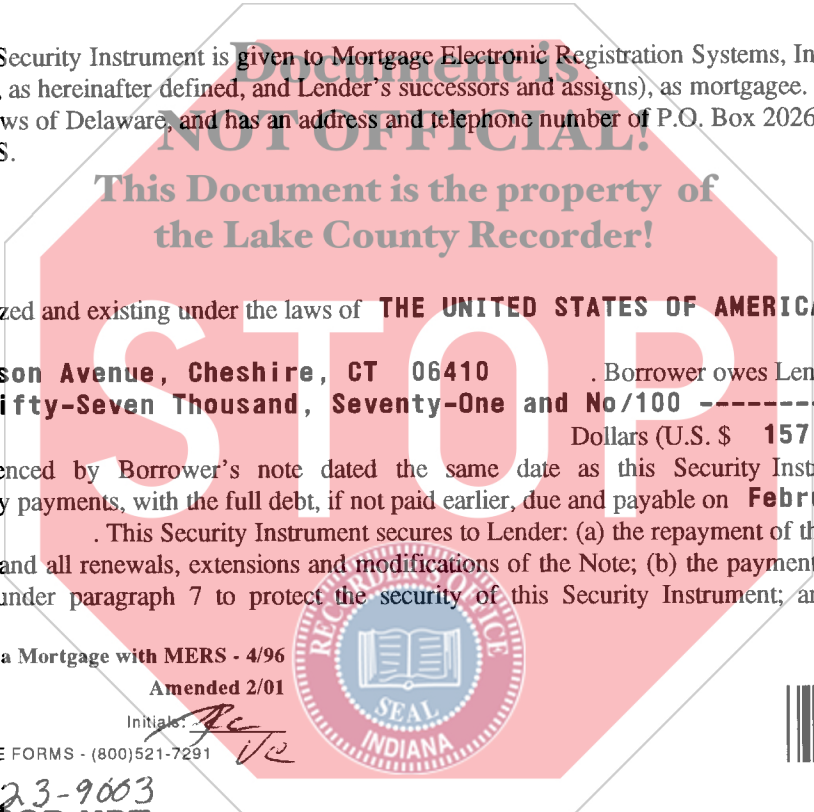 Security Instrument is given to Mortgage Electronic Registration Systems, In
, as hereinafter defined, and Lender's successors and assigns), as mortgagee.
Document is
ws of Delaware, and has an address and telephone number of P.O. Box 2026
NOT OFFICIAL!
S.
This Document is the property of
the Lake County Recorder!
zed and existing under the laws of THE UNITED STATES OF AMERICA
STOP
son Avenue, Cheshire, CT 06410 . Borrower owes Len
ifty-Seven Thousand, Seventy-One and No/100 --------
Dollars (U.S. $ 157
enced by Borrower's note dated the same date as this Security Inst
y payments, with the full debt, if not paid earlier, due and payable on Febru
. This Security Instrument secures to Lender: (a) the repayment of th
and all renewals, extensions and modifications of the Note; (b) the payment
under paragraph 7 to protect the security of this Security Instrument; a
RECORDER'S OFFICE
SEAL
INDIANA
a Mortgage with MERS - 4/96
Amended 2/01
Initials:
E FORMS - (800)521-7291
23-9663